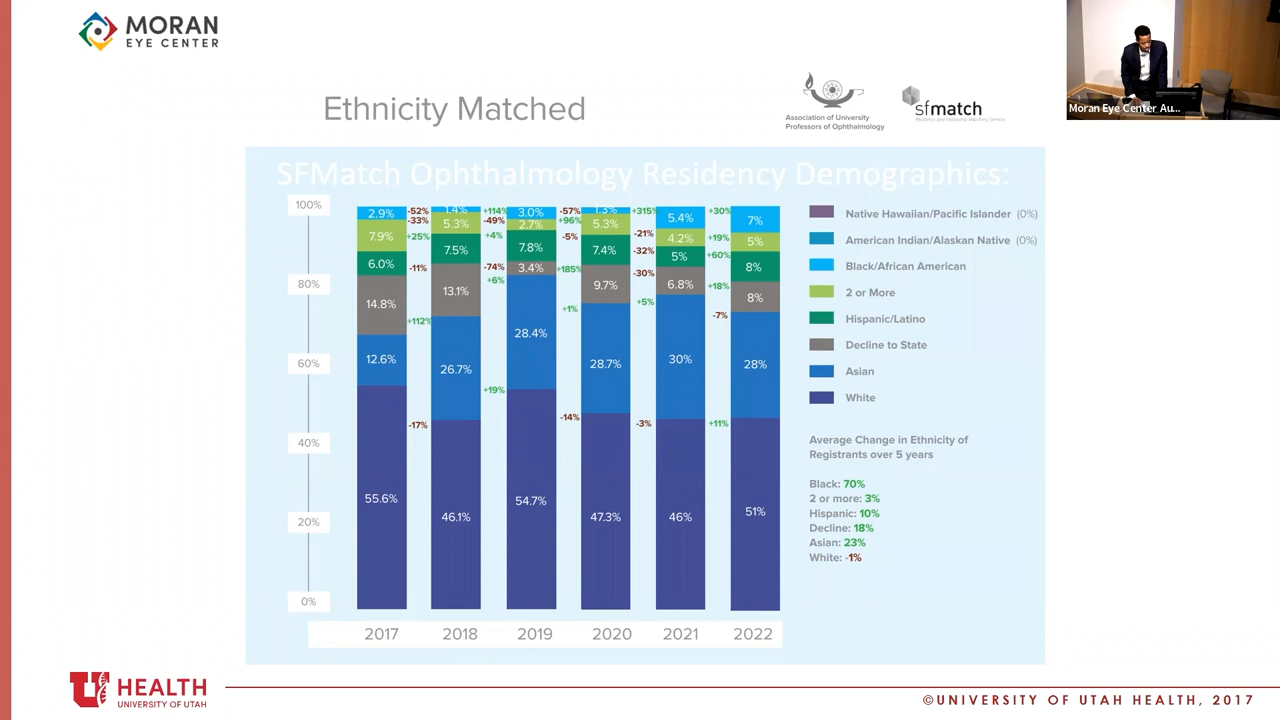 MORAN
EYE CENTER
Moran Eye Center Au...
Ethnicity Matched
Association of University
Professors of Ophthalmology
sfmatch
Residency and Fellowship Matching Services
SFMatch Ophthalmology Residency Demographics:
100%
80%
60%
40%
20%
0%
2.9%
7.9%
6.0%
14.8%
12.6%
55.6%
-52%
-33%
+25%
-11%
+112%
-17%
1.4%
5.3%
7.5%
13.1%
26.7%
46.1%
+114%
-49%
+4%
-74%
+6%
+19%
3.0%
2.7%
7.8%
3.4%
28.4%
54.7%
-57%
+96%
-5%
+185%
+1%
-14%
1.3%
5.3%
7.4%
9.7%
28.7%
47.3%
+315%
-21%
-32%
-30%
+5%
-3%
5.4%
4.2%
5%
6.8%
30%
46%
+30%
+19%
+60%
+18%
-7%
+11%
7%
5%
8%
8%
28%
51%
2017 2018 2019 2020 2021 2022
Native Hawaiian/Pacific Islander (0%)
American Indian/Alaskan Native (0%)
Black/African American
2 or More
Hispanic/Latino
Decline to State
Asian
White
Average Change in Ethnicity of
Registrants over 5 years
Black: 70%
2 or more: 3%
Hispanic: 10%
Decline: 18%
Asian: 23%
White: -1%
U HEALTH
UNIVERSITY OF UTAH
©UNIVERSITY OF UTAH HEALTH, 2017